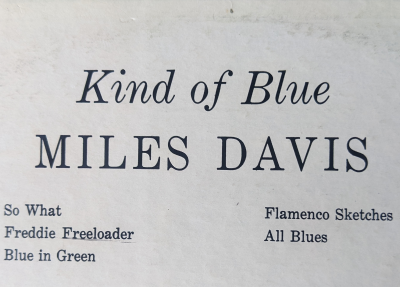 Kind of Blue
MILES DAVIS
So What
Freddie Freeloader
Blue in Green
Flamenco Sketches
All Blues